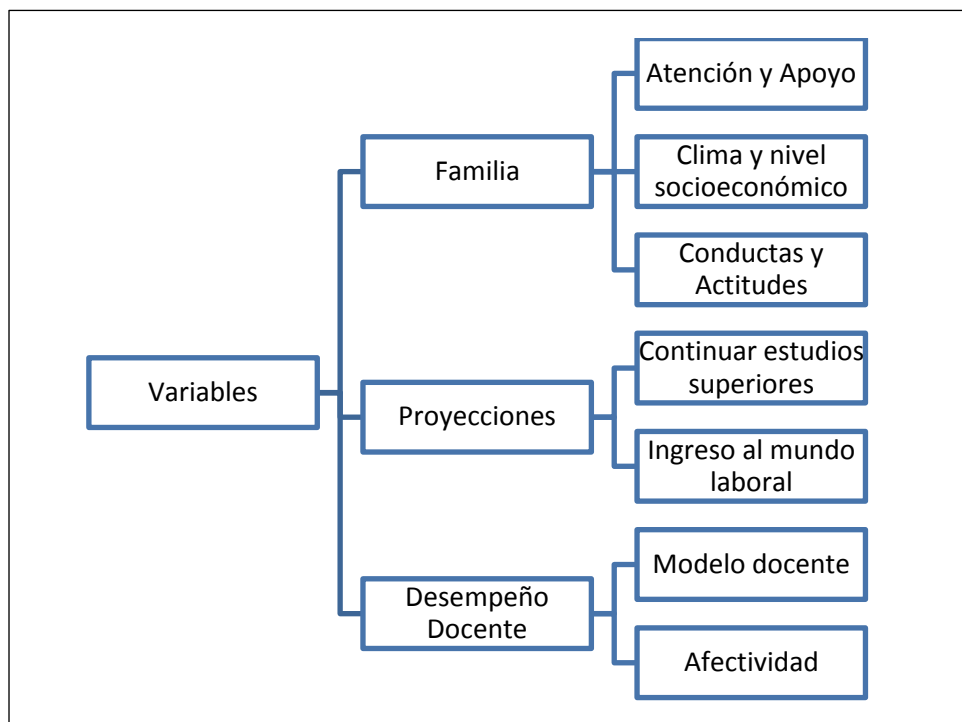 Variables
Familia
Atención y Apoyo
Clima y nivel
socioeconómico
Conductas y
Actitudes
Proyecciones
Continuar estudios
superiores
Ingreso al mundo
laboral
Desempeño
Docente
Modelo docente
Afectividad